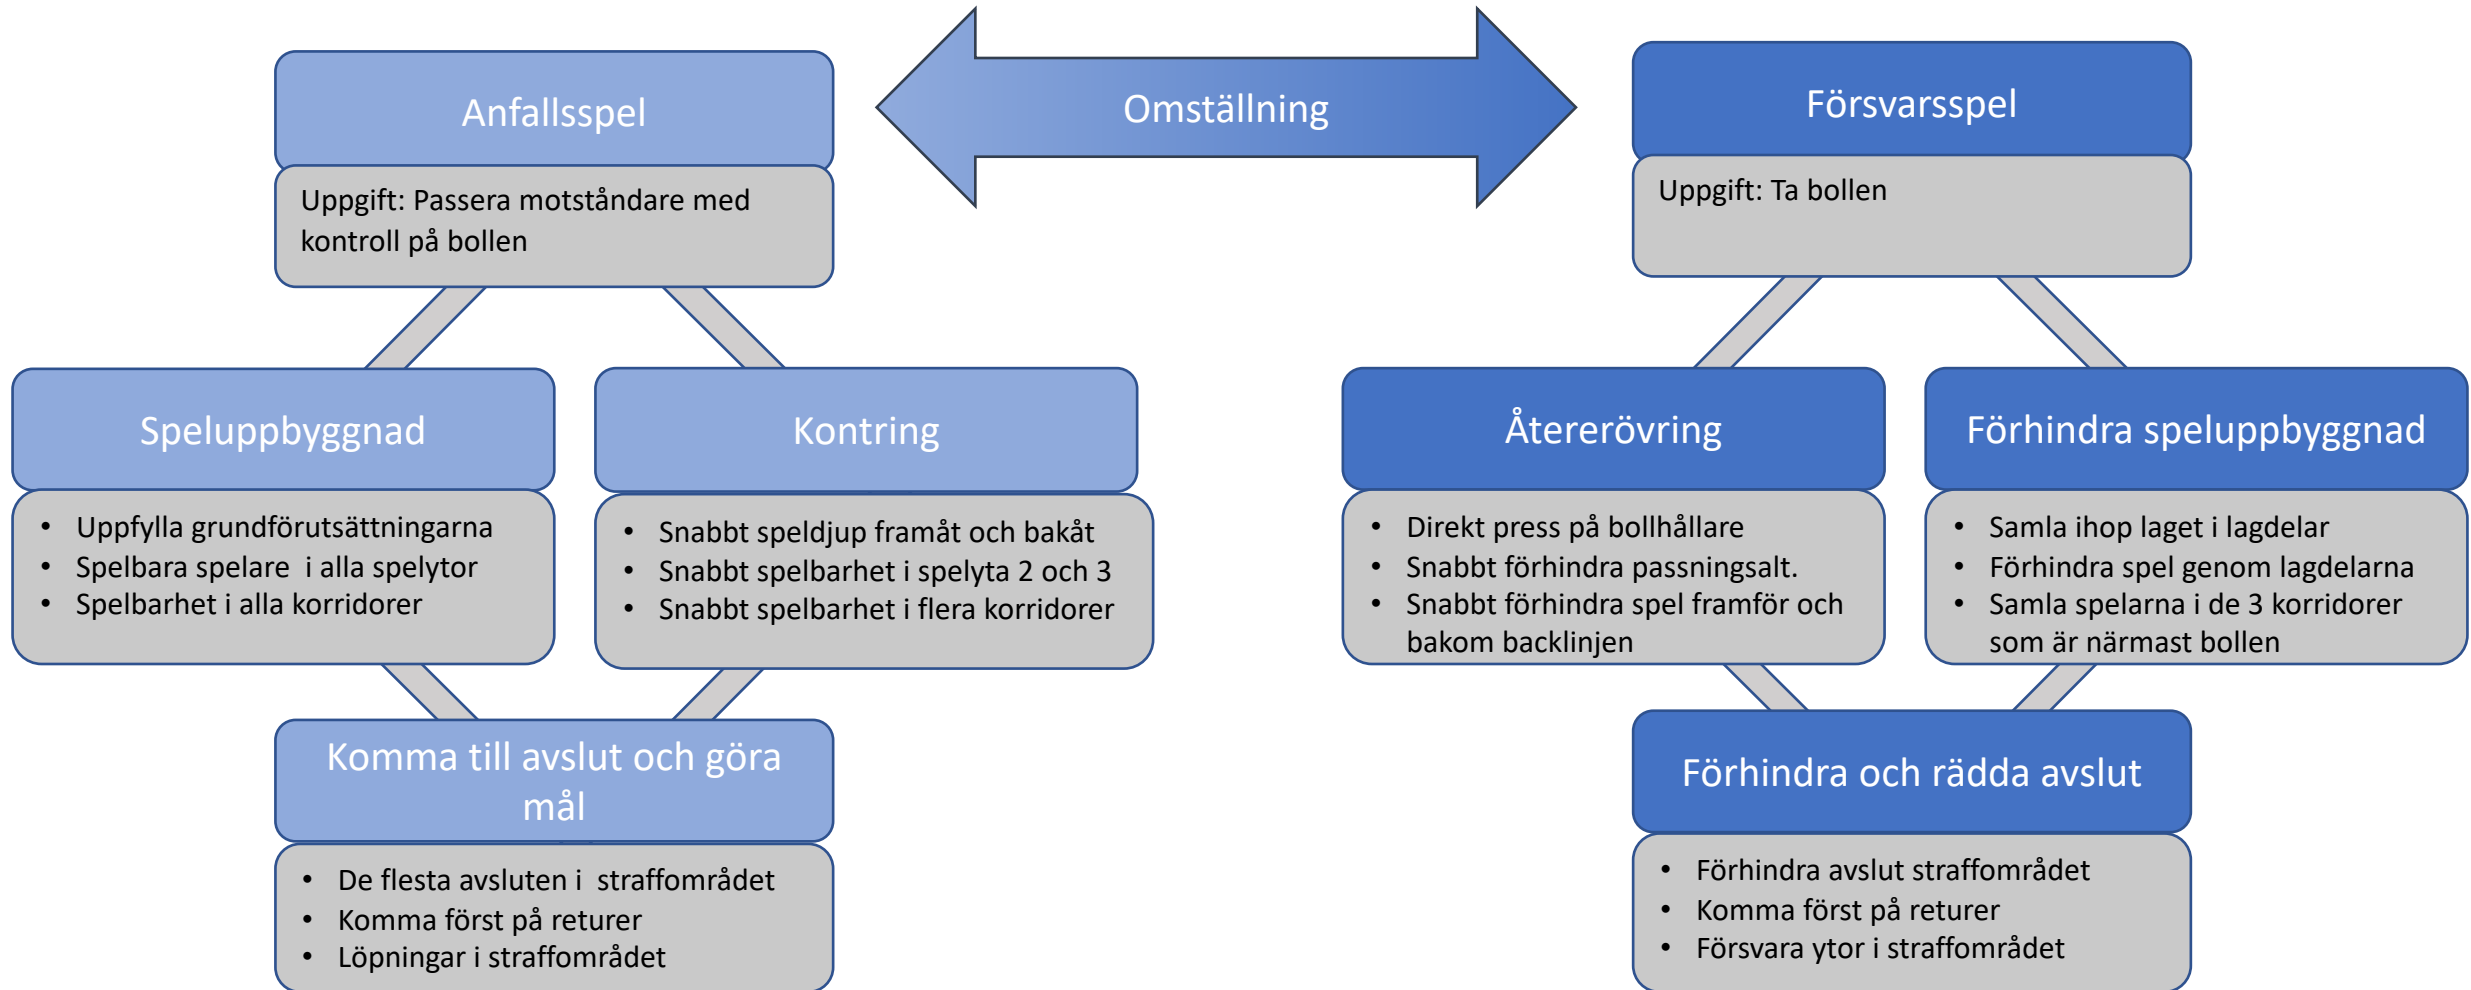 Anfallsspel
Uppgift: Passera motståndare med
kontroll på bollen
Omställning
Försvarsspel
Uppgift: Ta bollen
Speluppbyggnad
• Uppfylla grundförutsättningarna
• Spelbara spelare i alla spelytor
• Spelbarhet i alla korridorer
Kontring
• Snabbt speldjup framåt och bakåt
• Snabbt spelbarhet i spelyta 2 och 3
• Snabbt spelbarhet i flera korridorer
Återerövring
• Direkt press på bollhållare
• Snabbt förhindra passningsalt.
• Snabbt förhindra spel framför och
bakom backlinjen
Förhindra speluppbyggnad
• Samla ihop laget i lagdelar
• Förhindra spel genom lagdelarna
• Samla spelarna i de 3 korridorer
som är närmast bollen
Komma till avslut och göra
mål
• De flesta avsluten i straffområdet
• Komma först på returer
• Löpningar i straffområdet
Förhindra och rädda avslut
• Förhindra avslut straffområdet
• Komma först på returer
• Försvara ytor i straffområdet